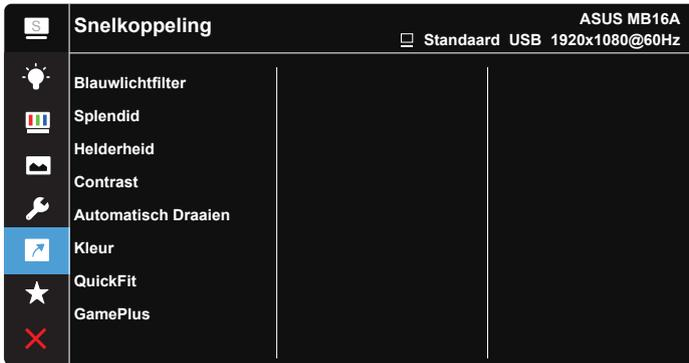 S
Snelkoppeling
ASUS MB16A
Standaard USB 1920x1080@60Hz
Blauwlichtfilter
Splendid
Helderheid
Contrast
Automatisch Draaien
Kleur
QuickFit
GamePlus